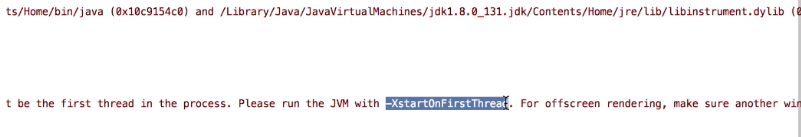 ts/Home/bin/java (0x10c9154c0) and /Library/Java/JavaVirtualMachines/jdk1.8.0_131.jdk/Contents/Home/jre/lib/libinstrument.dylib (0
t be the first thread in the process. Please run the JVM with -XstartOnFirstThread. For offscreen rendering, make sure another win